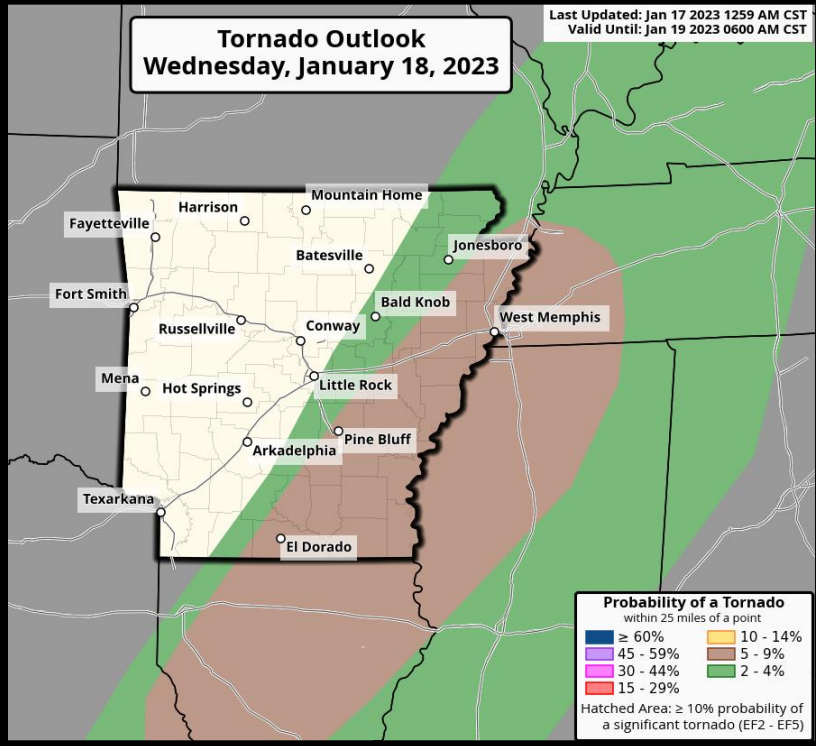 Last Updated: Jan 17 2023 1259 AM CST
Valid Until: Jan 19 2023 0600 AM CST
Tornado Outlook
Wednesday, January 18, 2023
Mountain Home
Harrison
Fayetteville
Jonesboro
Batesville
Fort Smith
Bald Knob
West Memphis
Conway
Russellville
Mena
Little Rock
Hot Springs
Pine Bluff
Arkadelphia
Texarkana
El Dorado
Probability of a Tornado
within 25 miles of a point
≥ 60%
10 - 14%
45 - 59%
5 - 9%
30 - 44%
2 - 4%
15 - 29%
Hatched Area: ≥ 10% probability of
a significant tornado (EF2 - EF5)